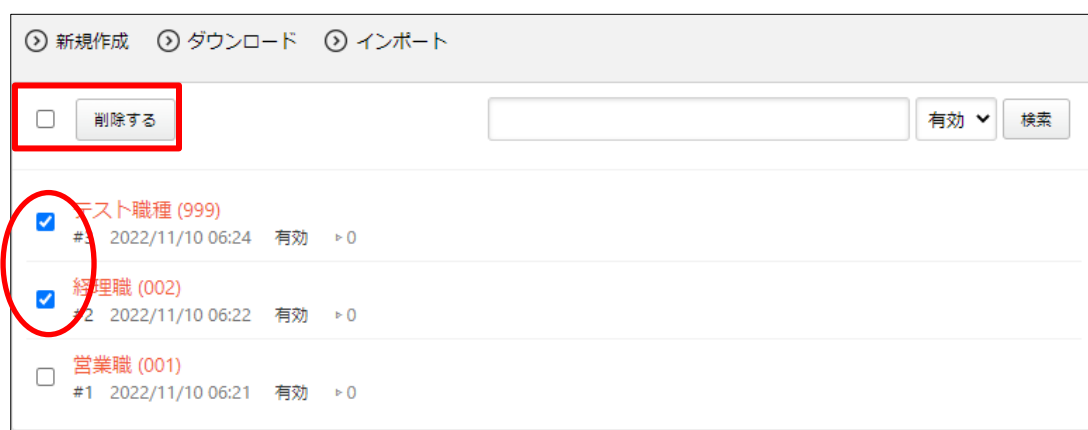 新規作成 ダウンロード インポート
削除する 有効 検索
テスト職種 (999)
#3 2022/11/10 06:24 有効 ▹0
経理職 (002)
#2 2022/11/10 06:22 有効 ▹0
営業職 (001)
#1 2022/11/10 06:21 有効 ▹0